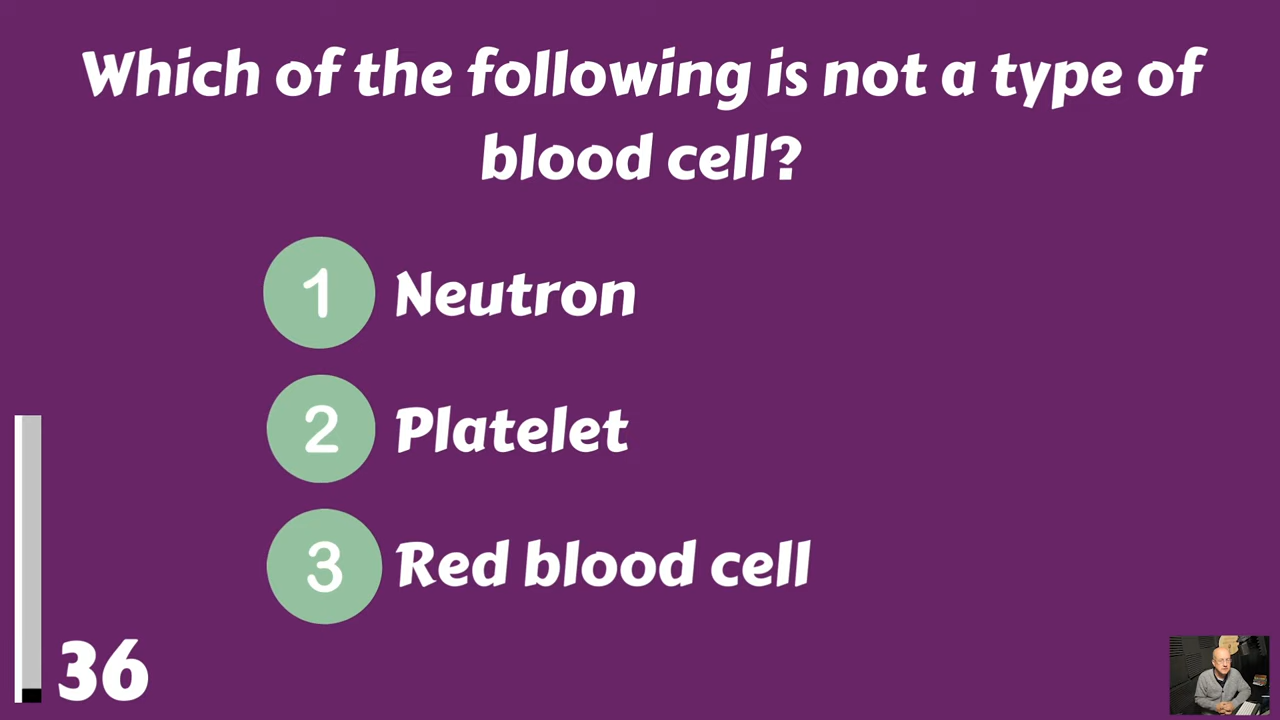 Which of the following is not a type of
blood cell?
1 Neutron
2 Platelet
3 Red blood cell
36